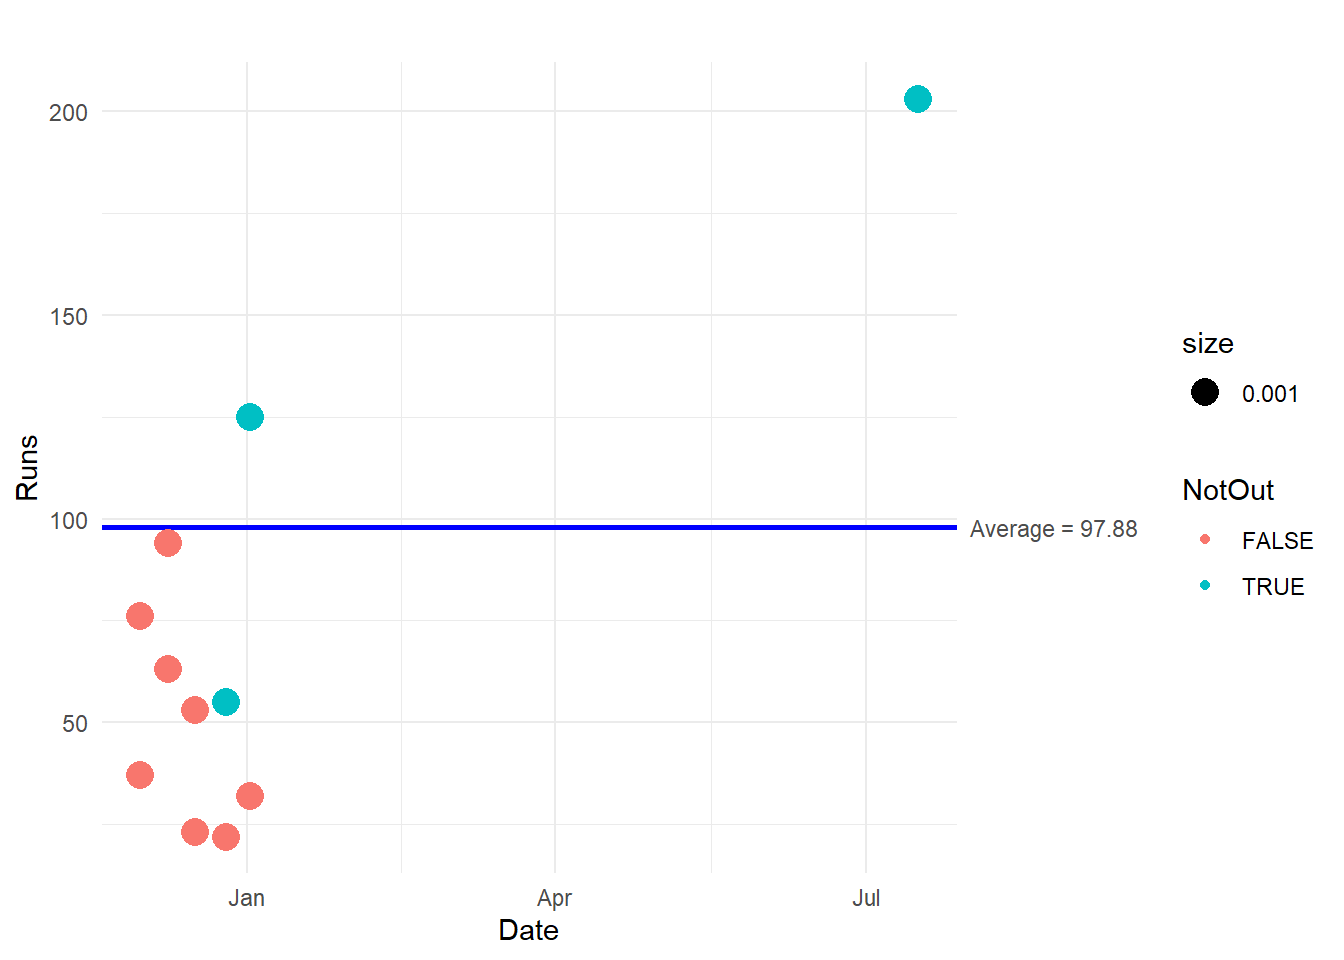 200
150
100
50
Runs
Jan
Apr
Jul
Date
Average = 97.88
size
0.001
NotOut
FALSE
TRUE